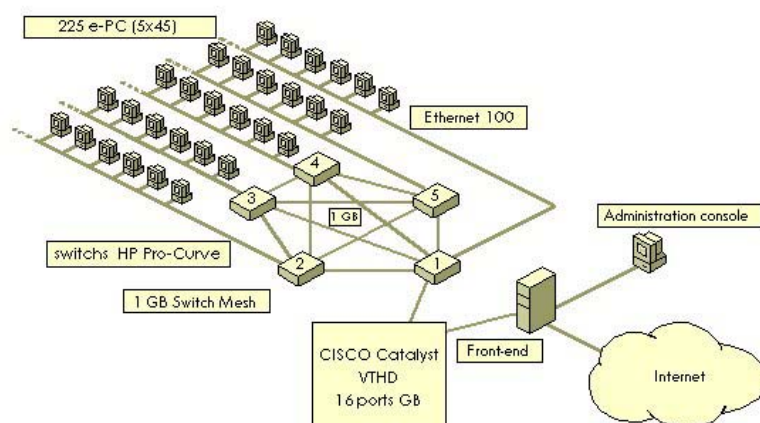 225 e-PC (5x45)
Ethernet 100
4
3
5
1 GB
2
1
switchs HP Pro-Curve
1 GB Switch Mesh
Administration console
CISCO Catalyst
VTHD
16 ports GB
Front-end
Internet